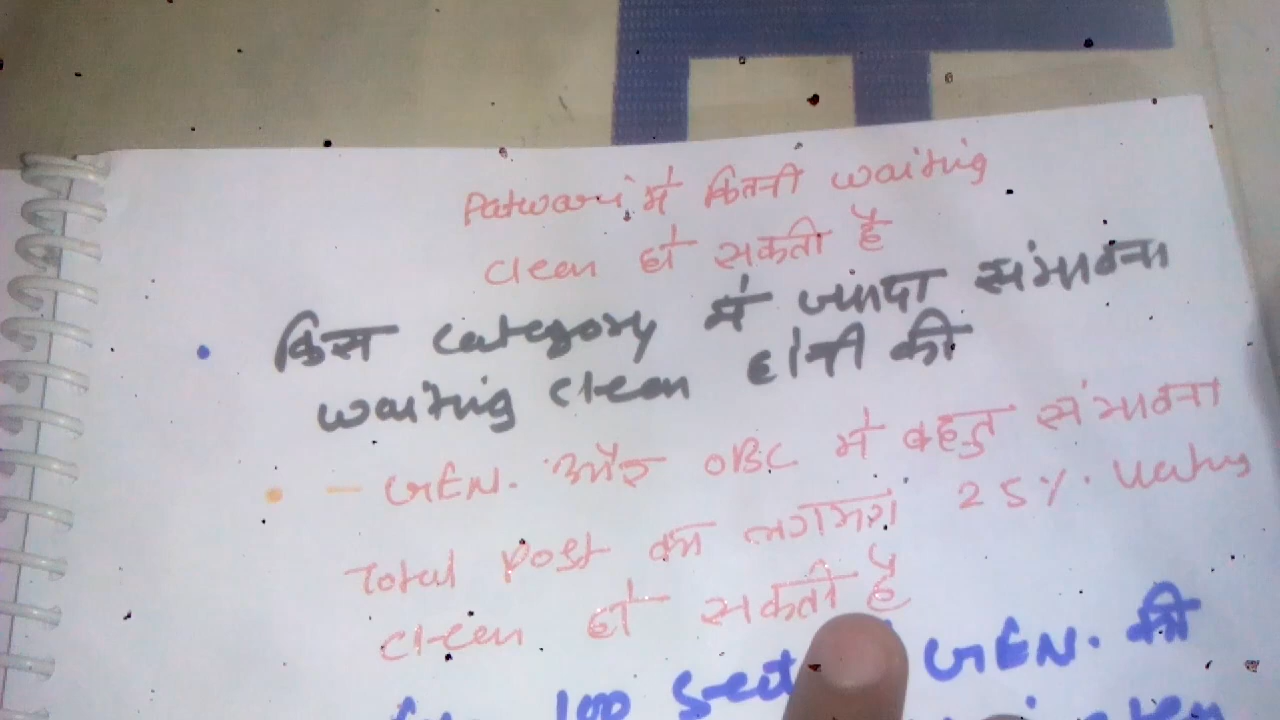 Patwari में कितनी waiting
clean हो सकती है
किस category में ज्यादा संभावना
waiting clean होनी की
- GEN. और OBC में बहुत संभावना
Total Post का लगभग 25%. waiting
clean हो सकती है
100 seat GEN. की